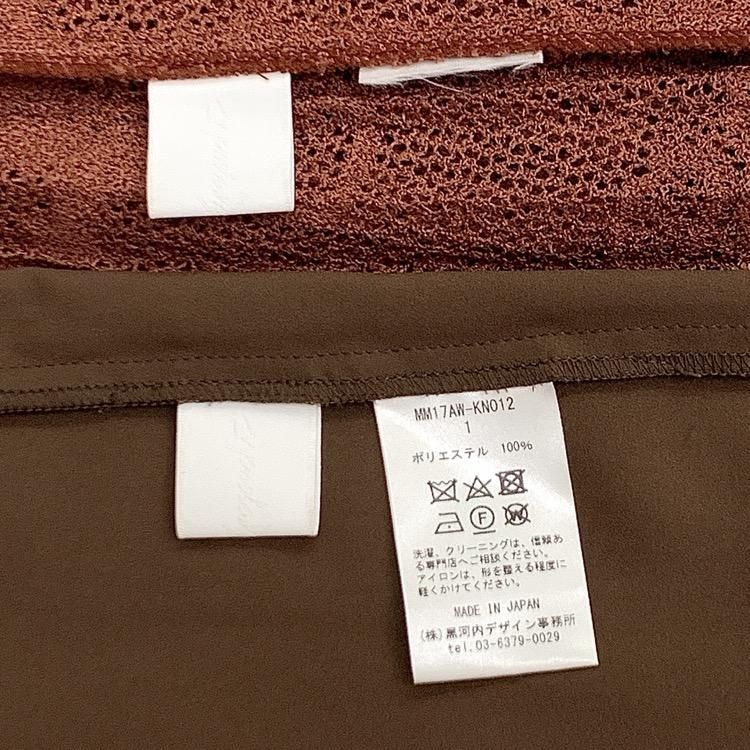 MM17AW-KN012
1
ポリエステル 100%
F
W
洗濯、クリーニングは、信頼あ
る専門店へご相談ください。
アイロンは、形を整える程度に
軽くかけてください。
MADE IN JAPAN
(株)黒河内デザイン事務所
tel.03-6379-0029